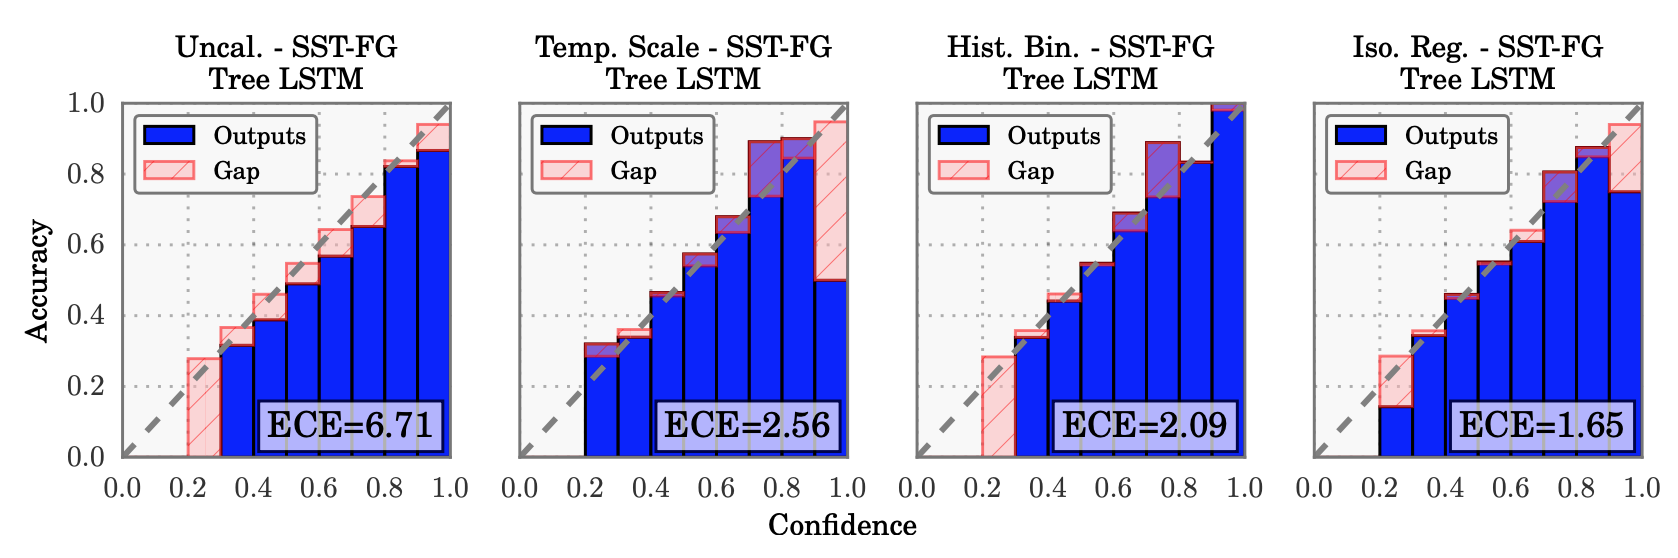 Uncal. - SST-FG
Tree LSTM
Temp. Scale - SST-FG
Tree LSTM
Hist. Bin. - SST-FG
Tree LSTM
Iso. Reg. - SST-FG
Tree LSTM
Accuracy
1.0
0.8
0.6
0.4
0.2
0.0
Outputs
Gap
ECE=6.71
0.0 0.2 0.4 0.6 0.8 1.0
Outputs
Gap
ECE=2.56
0.0 0.2 0.4 0.6 0.8 1.0
Outputs
Gap
ECE=2.09
0.0 0.2 0.4 0.6 0.8 1.0
Outputs
Gap
ECE=1.65
0.0 0.2 0.4 0.6 0.8 1.0
Confidence